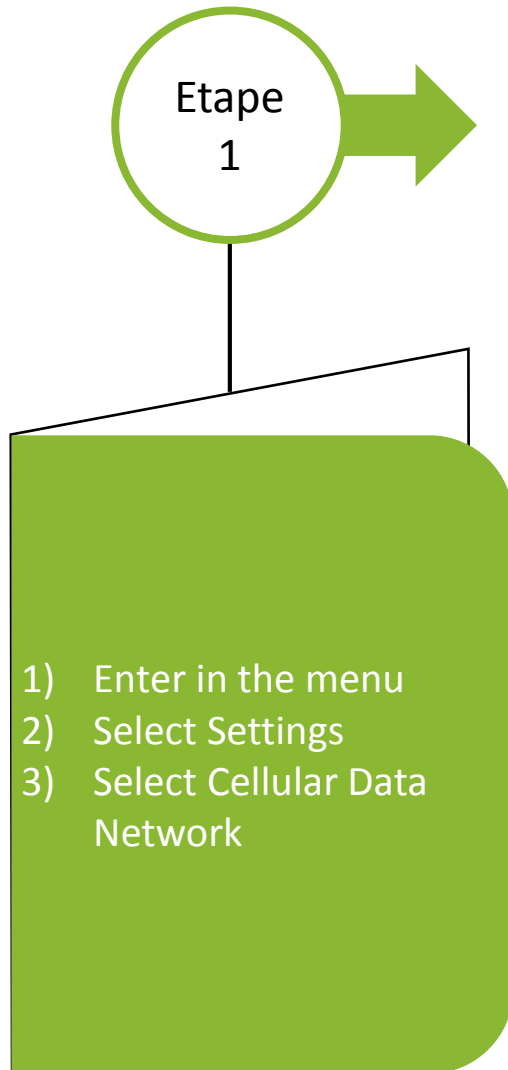 Etape
1
1) Enter in the menu
2) Select Settings
3) Select Cellular Data
Network